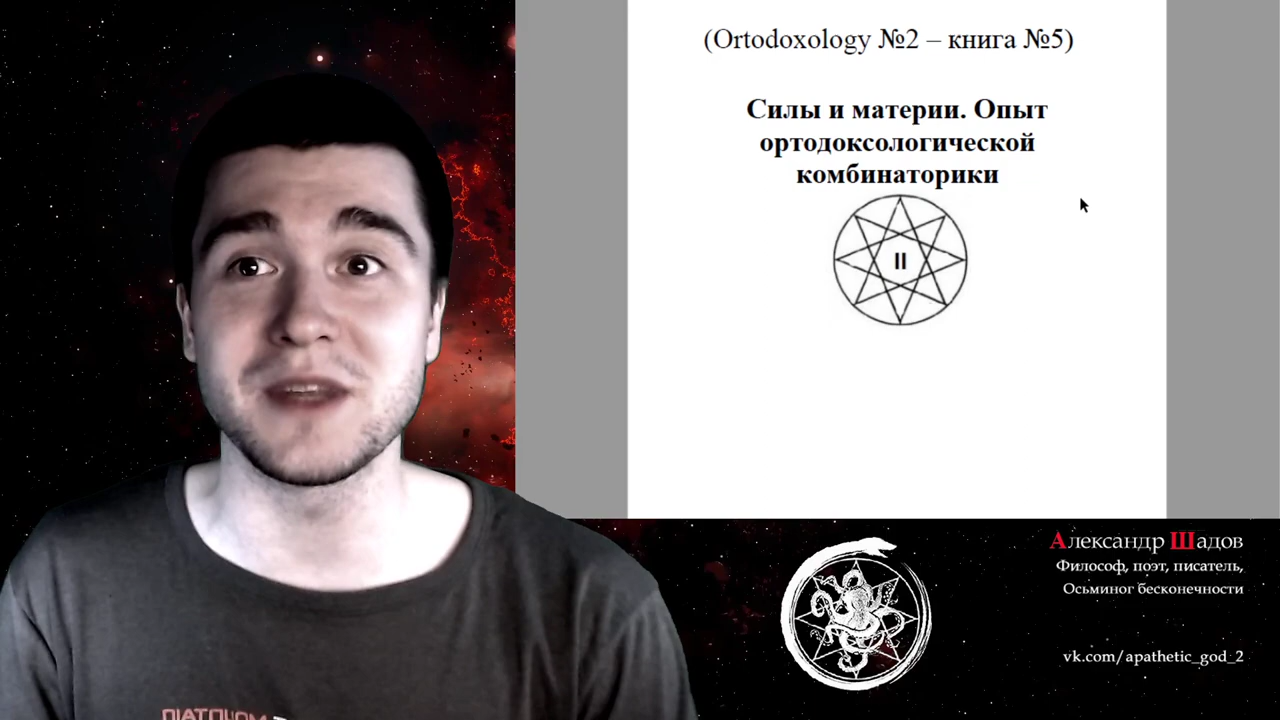 (Ortodoxology №2 – книга №5)
Силы и материи. Опыт
ортодоксологической
комбинаторики
II
Александр Шадов
Философ, поэт, писатель,
Осьминог бесконечности
vk.com/apathetic_god_2